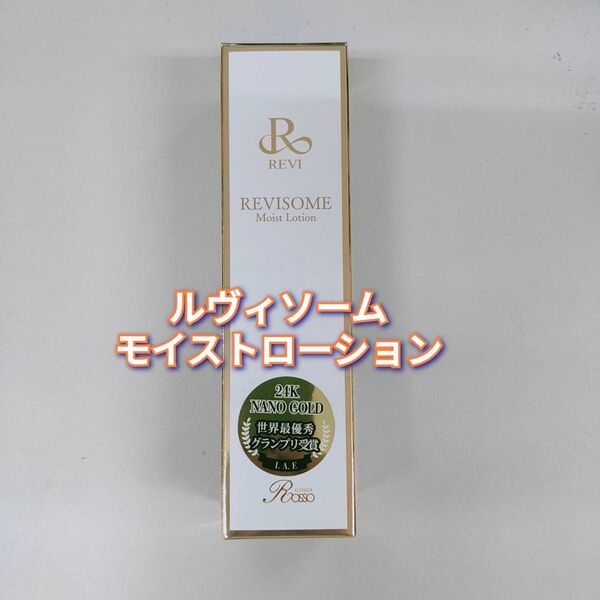 R
REVI
REVISOME
Moist Lotion
ルヴィソーム
モイストローション
24K
NANO GOLD
世界最優秀
グランプリ受賞
I. A. E
GINZA
Rosso